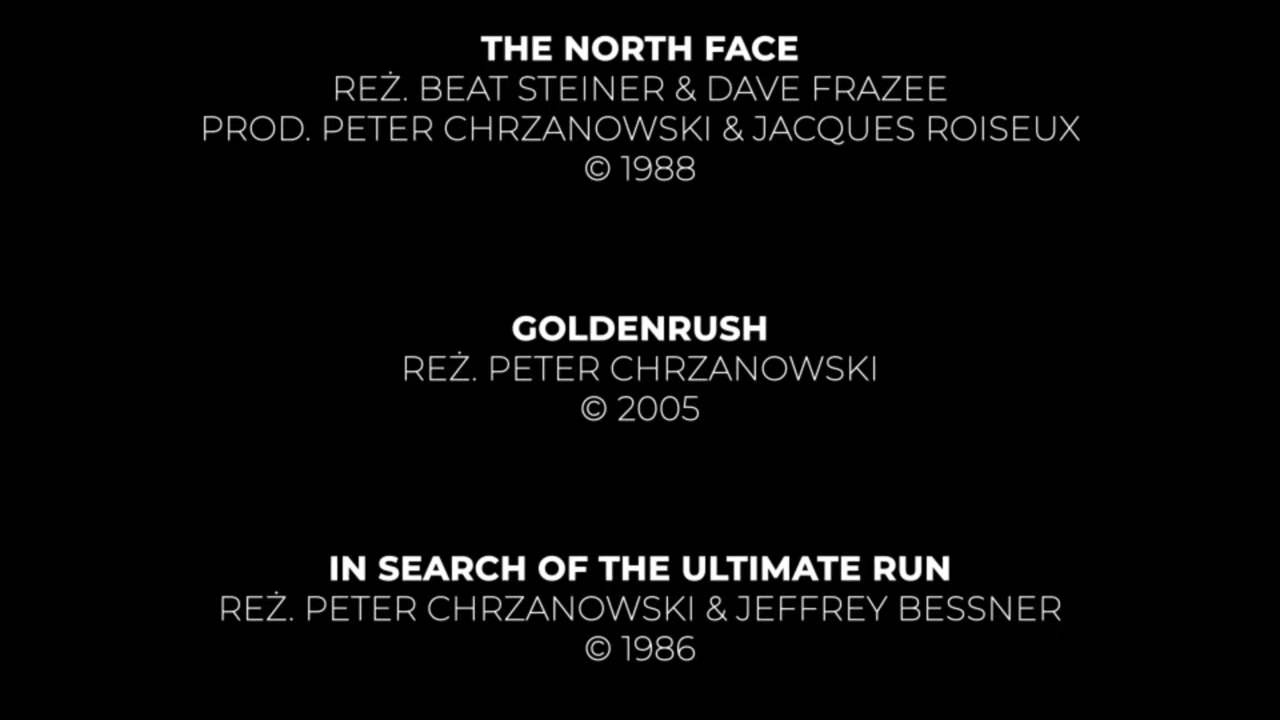 THE NORTH FACE
REŻ. BEAT STEINER & DAVE FRAZEE
PROD. PETER CHRZANOWSKI & JACQUES ROISEUX
© 1988
GOLDENRUSH
REŻ. PETER CHRZANOWSKI
© 2005
IN SEARCH OF THE ULTIMATE RUN
REŻ. PETER CHRZANOWSKI & JEFFREY BESSNER
© 1986